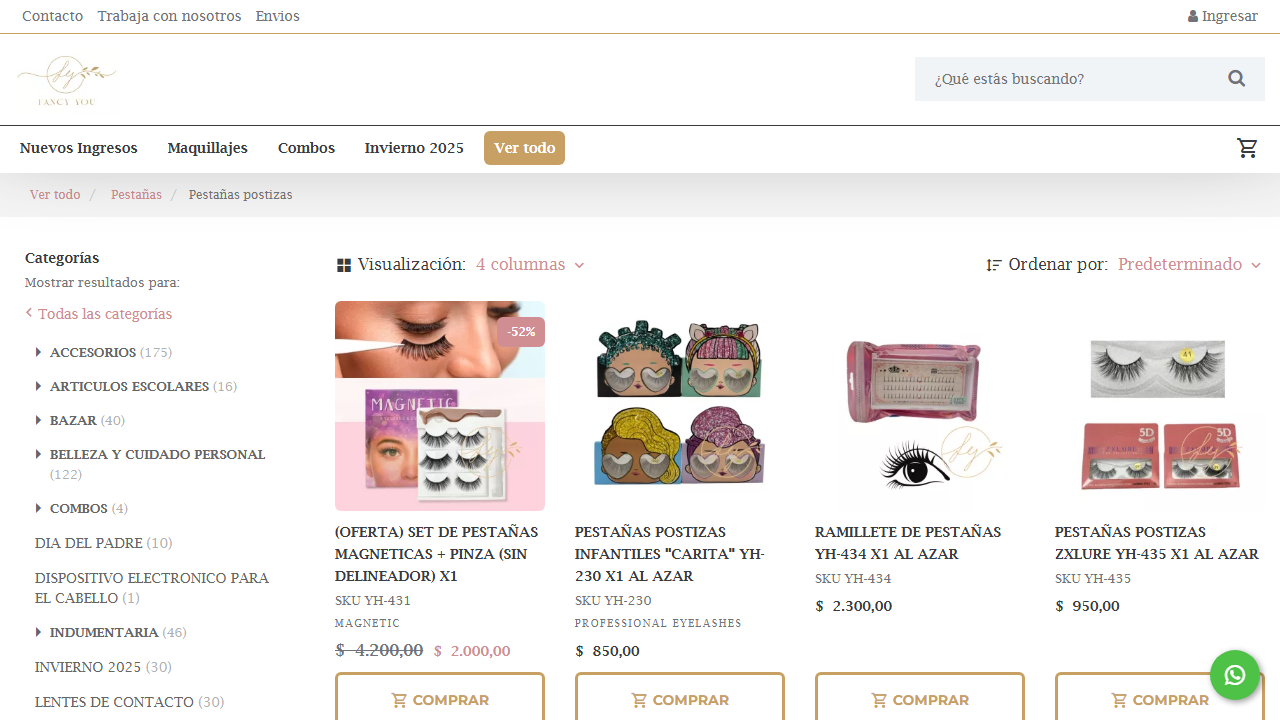 Contacto Trabaja con nosotros Envios Ingresar
FANCY YOU
¿Qué estás buscando?
Nuevos Ingresos Maquillajes Combos Invierno 2025 Ver todo
Ver todo / Pestañas / Pestañas postizas
Categorías
Mostrar resultados para:
Todas las categorías
ACCESORIOS (175)
ARTICULOS ESCOLARES (16)
BAZAR (40)
BELLEZA Y CUIDADO PERSONAL
(122)
COMBOS (4)
DIA DEL PADRE (10)
DISPOSITIVO ELECTRONICO PARA
EL CABELLO (1)
INDUMENTARIA (46)
INVIERNO 2025 (30)
LENTES DE CONTACTO (30)
Visualización: 4 columnas
Ordenar por: Predeterminado
-52%
MAGNETIC
(OFERTA) SET DE PESTAÑAS
MAGNETICAS + PINZA (SIN
DELINEADOR) X1
SKU YH-431
MAGNETIC
$ 4.200,00 $ 2.000,00
COMPRAR
PESTAÑAS POSTIZAS
INFANTILES "CARITA" YH-
230 X1 AL AZAR
SKU YH-230
PROFESSIONAL EYELASHES
$ 850,00
COMPRAR
RAMILLETE DE PESTAÑAS
YH-434 X1 AL AZAR
SKU YH-434
$ 2.300,00
COMPRAR
41
5D
5D
PESTAÑAS POSTIZAS
ZXLURE YH-435 X1 AL AZAR
SKU YH-435
$ 950,00
COMPRAR